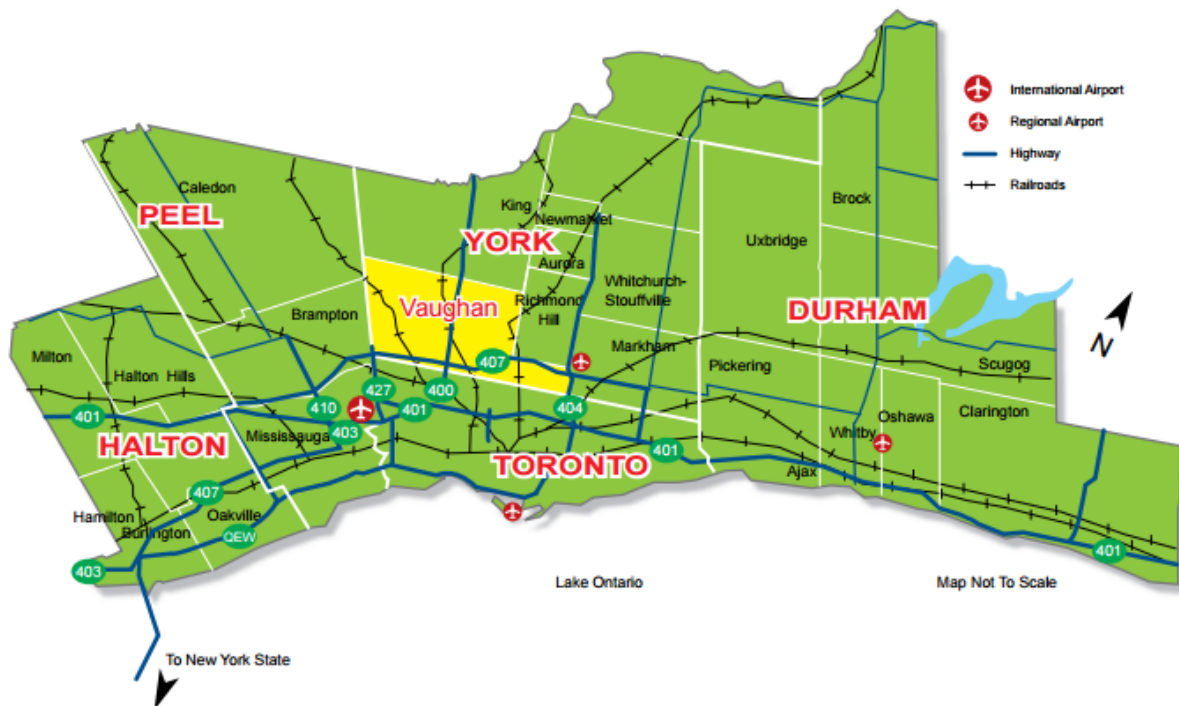 International Airport
Regional Airport
Highway
Railroads
Caledon
PEEL
King
Newmarket
YORK
Aurora
Brock
Uxbridge
Whitchurch-
Stouffville
Richmond
Hill
Vaughan
Brampton
DURHAM
N
Milton
Halton Hills
Markham
Pickering
Scugog
407
427
400
410
401
404
401
403
Oshawa
Clarington
Whitby
HALTON
Mississauga
TORONTO
401
Ajax
407
Hamilton
Burlington
Oakville
QEW
403
401
Lake Ontario
Map Not To Scale
To New York State